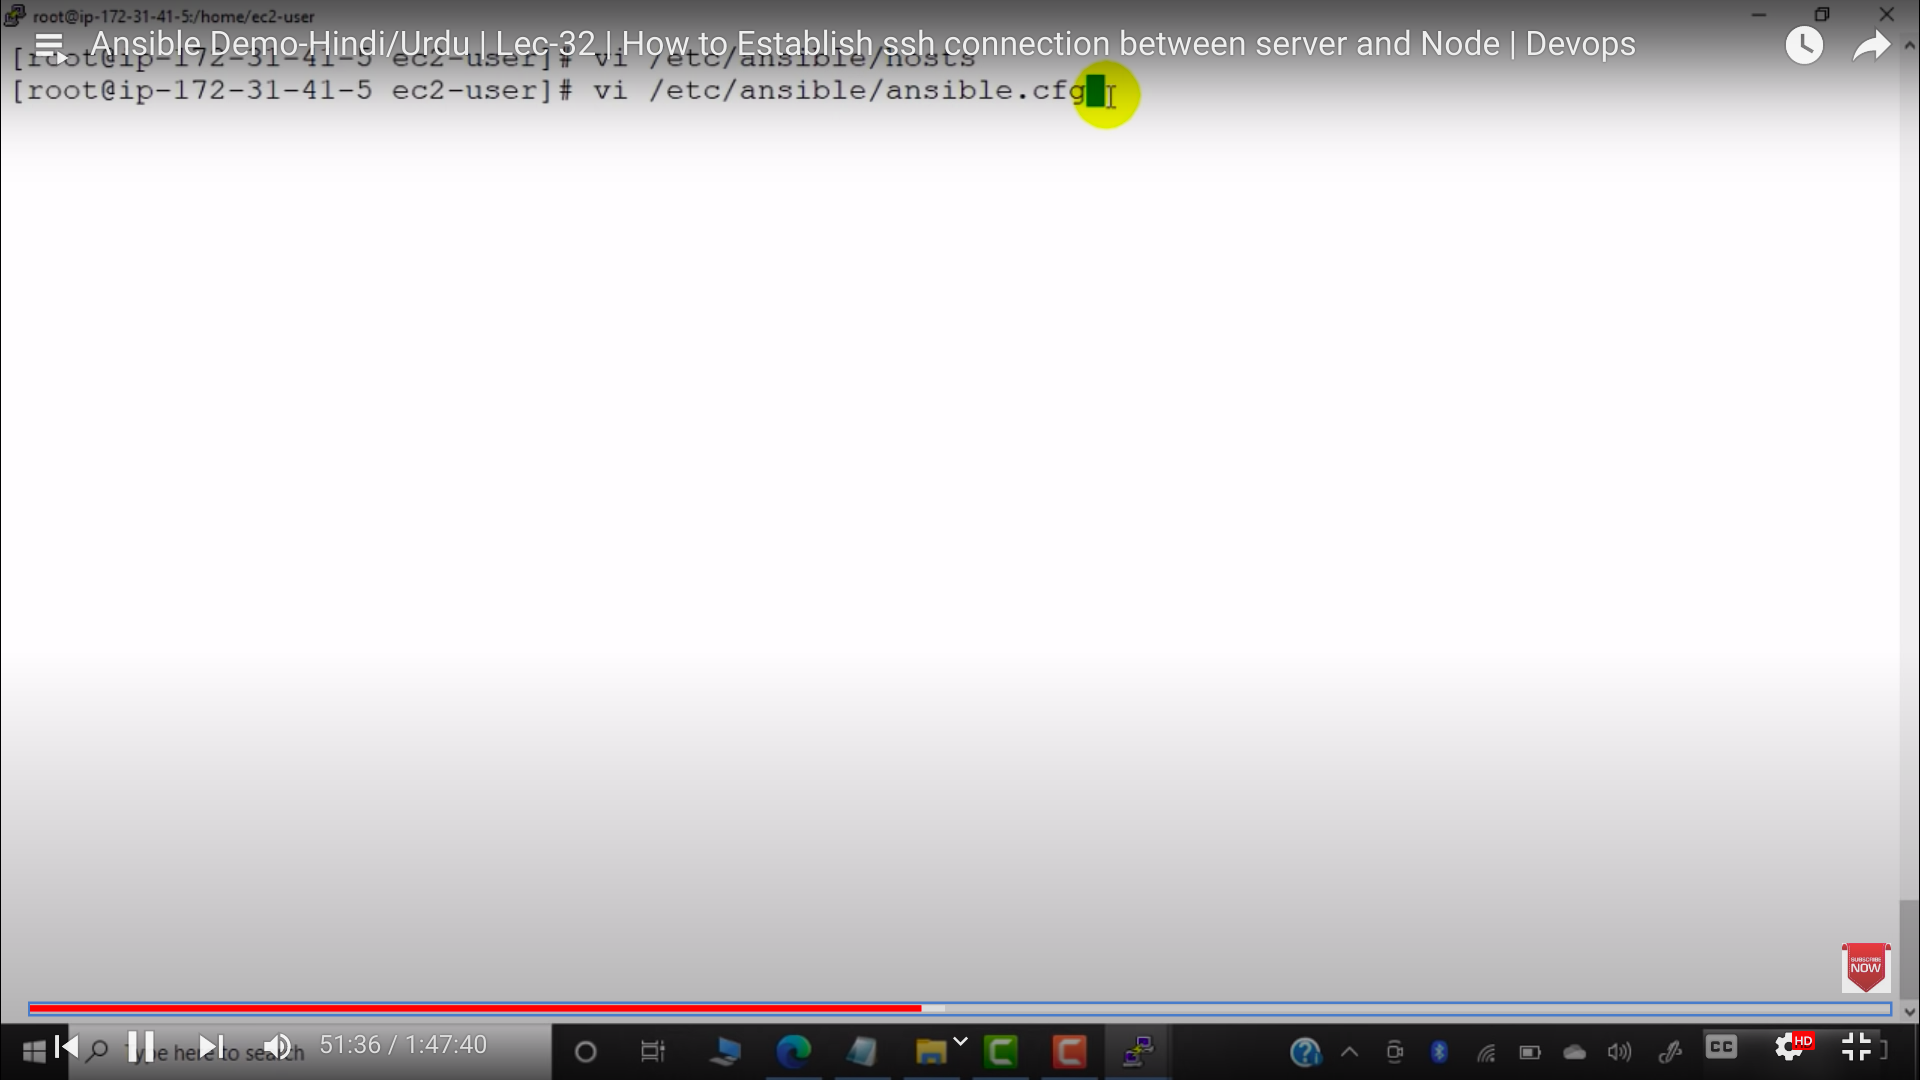 root@ip-172-31-41-5:/home/ec2-user
Ansible Demo-Hindi/Urdu | Lec-32 | How to Establish ssh connection between server and Node | Devops
[root@ip-172-31-41-5 ec2-user]# vi /etc/ansible/hosts
[root@ip-172-31-41-5 ec2-user]# vi /etc/ansible/ansible.cfg
SUBSCRIBE
NOW
Type here to search
51:36 / 1:47:40
CC
HD